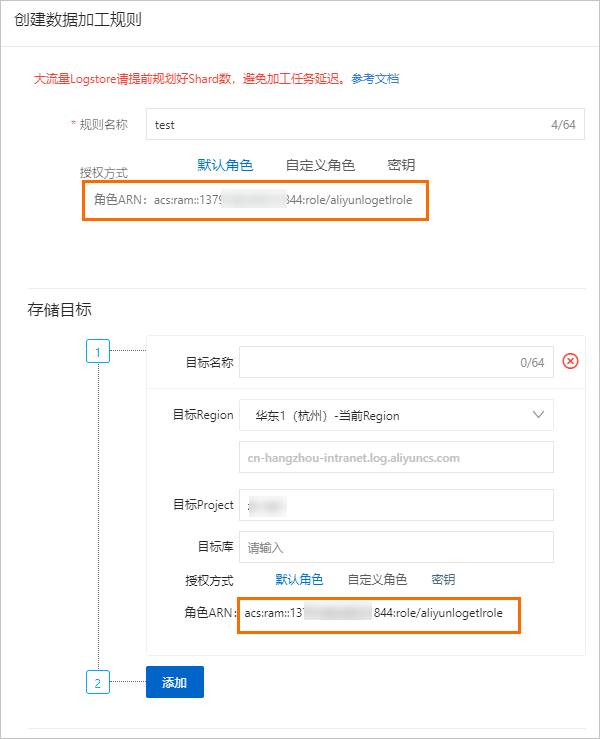 创建数据加工规则
大流量Logstore请提前规划好Shard数，避免加工任务延迟。参考文档
* 规则名称 test 4/64
授权方式 默认角色 自定义角色 密钥
角色ARN： acs:ram::1379 844:role/aliyunlogetlrole
存储目标
1
目标名称 0/64
目标Region 华东1（杭州）-当前Region
cn-hangzhou-intranet.log.aliyuncs.com
目标Project
目标库 请输入
授权方式 默认角色 自定义角色 密钥
角色ARN： acs:ram::137 844:role/aliyunlogetlrole
2 添加